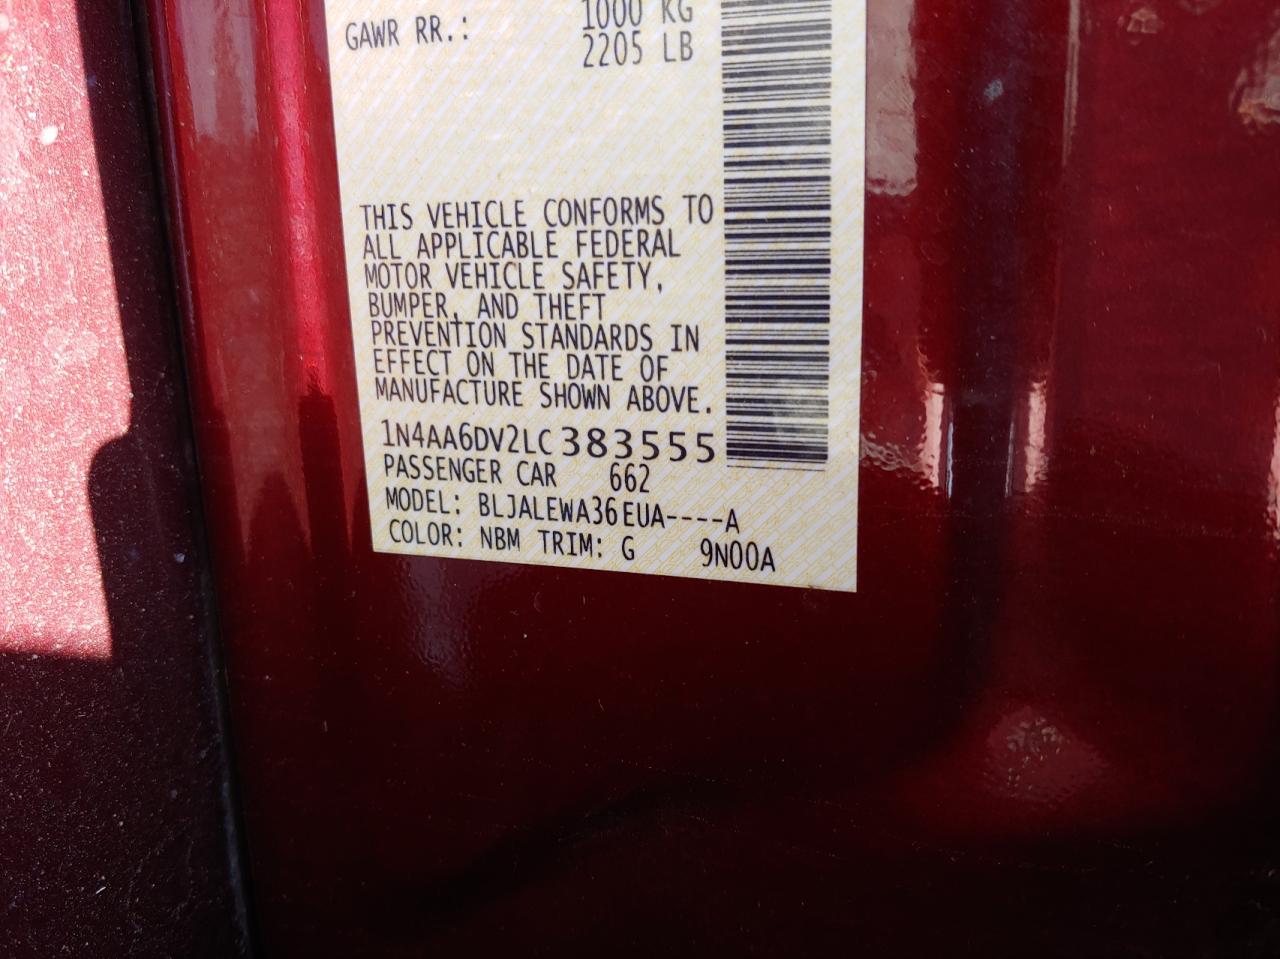 1000 KG
GAWR RR.: 2205 LB
THIS VEHICLE CONFORMS TO
ALL APPLICABLE FEDERAL
MOTOR VEHICLE SAFETY,
BUMPER, AND THEFT
PREVENTION STANDARDS IN
EFFECT ON THE DATE OF
MANUFACTURE SHOWN ABOVE.
1N4AA6DV2LC383555
PASSENGER CAR 662
MODEL: BLJALEWA36EUA----A
COLOR: NBM TRIM: G 9N00A